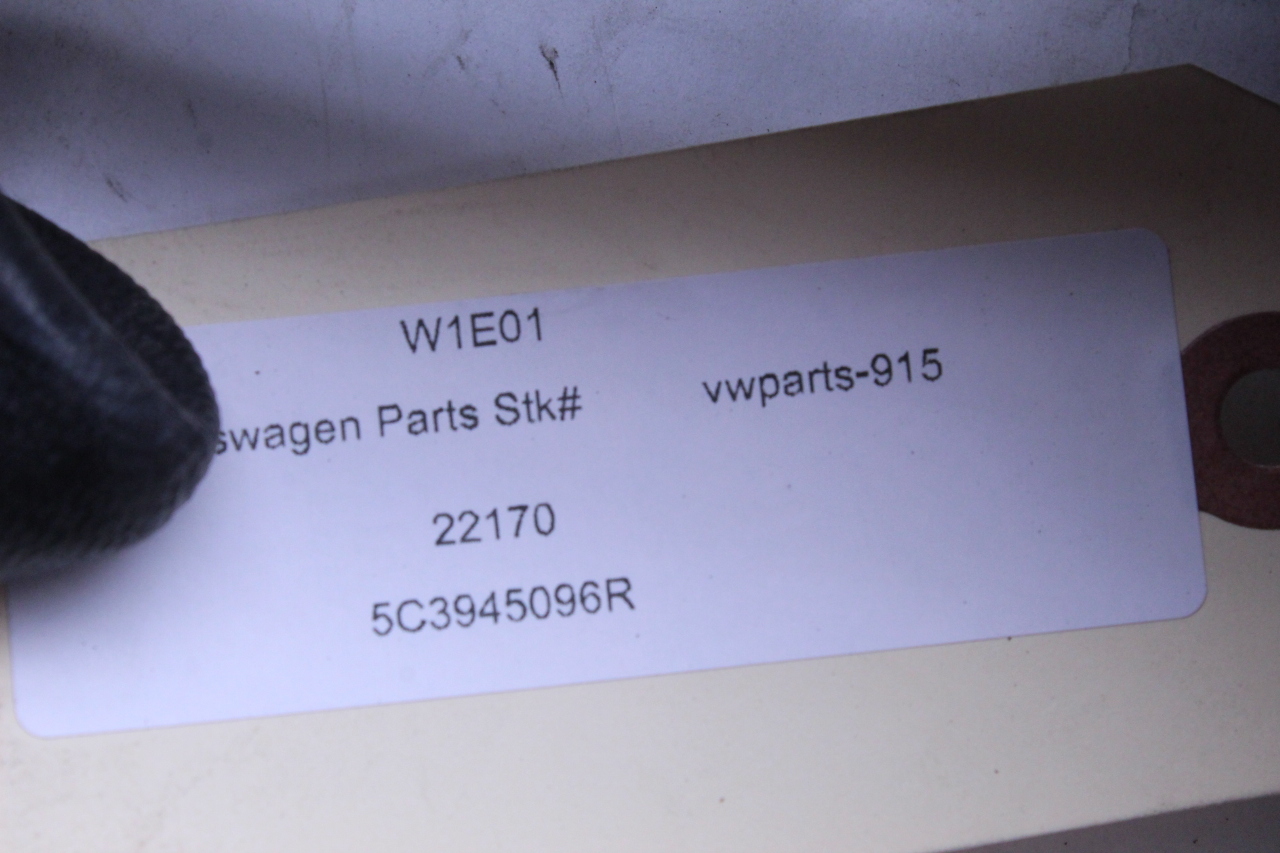 W1E01
swagen Parts Stk# vwparts-915
22170
5C3945096R